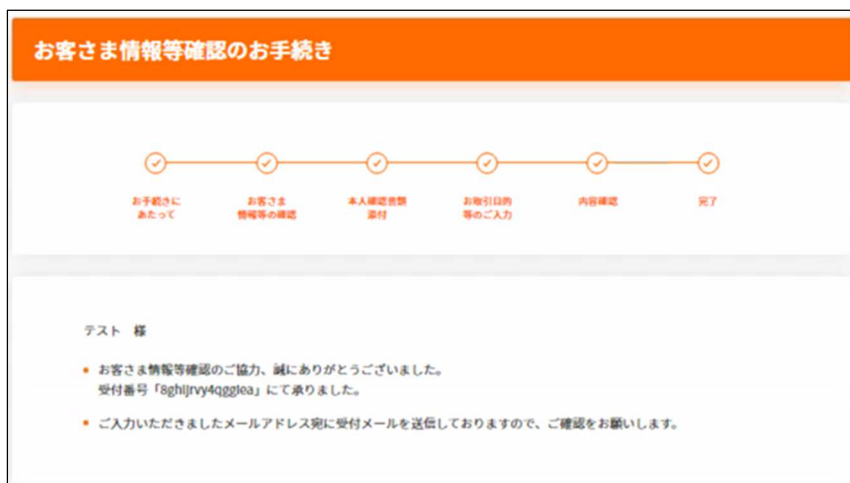 お客さま情報等確認のお手続き
お手続きに
あたって
お客さま
情報等の確認
本人確認書類
添付
お取引目的
等のご入力
内容確認
完了
テスト 様
お客さま情報等確認のご協力、誠にありがとうございました。
受付番号「8ghijrvy4qgglea」にて承りました。
ご入力いただきましたメールアドレス宛に受付メールを送信しておりますので、ご確認をお願いします。